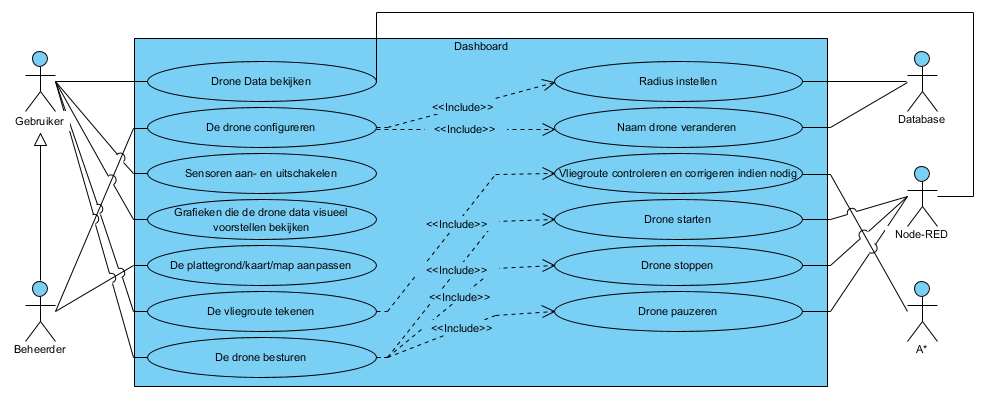 Dashboard
Gebruiker
Beheerder
Drone Data bekijken
De drone configureren
Sensoren aan- en uitschakelen
Grafieken die de drone data visueel
voorstellen bekijken
De plattegrond/kaart/map aanpassen
De vliegroute tekenen
De drone besturen
<<Include>>
<<Include>>
<<Include>>
<<Include>>
<<Include>>
<<Include>>
Radius instellen
Naam drone veranderen
Vliegroute controleren en corrigeren indien nodig
Drone starten
Drone stoppen
Drone pauzeren
Database
Node-RED
A*